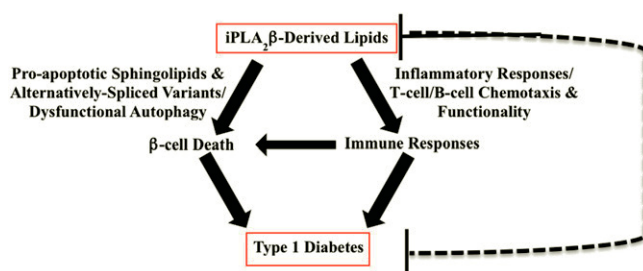 iPLA₂β-Derived Lipids
Pro-apoptotic Sphingolipids &
Alternatively-Spliced Variants/
Dysfunctional Autophagy
Inflammatory Responses/
T-cell/B-cell Chemotaxis &
Functionality
β-cell Death
Immune Responses
Type 1 Diabetes